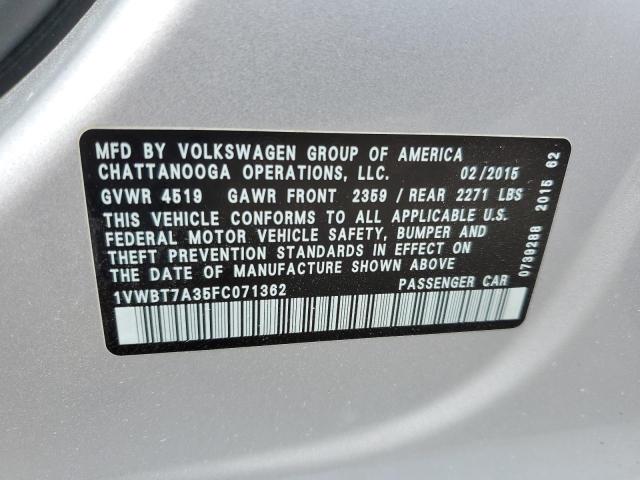 MFD BY VOLKSWAGEN GROUP OF AMERICA
CHATTANOOGA OPERATIONS, LLC. 02/2015
GVWR 4519 GAWR FRONT 2359 / REAR 2271 LBS
THIS VEHICLE CONFORMS TO ALL APPLICABLE U.S.
FEDERAL MOTOR VEHICLE SAFETY, BUMPER AND
THEFT PREVENTION STANDARDS IN EFFECT ON
THE DATE OF MANUFACTURE SHOWN ABOVE
1VWBT7A35FC071362 PASSENGER CAR
0739288 2015 62